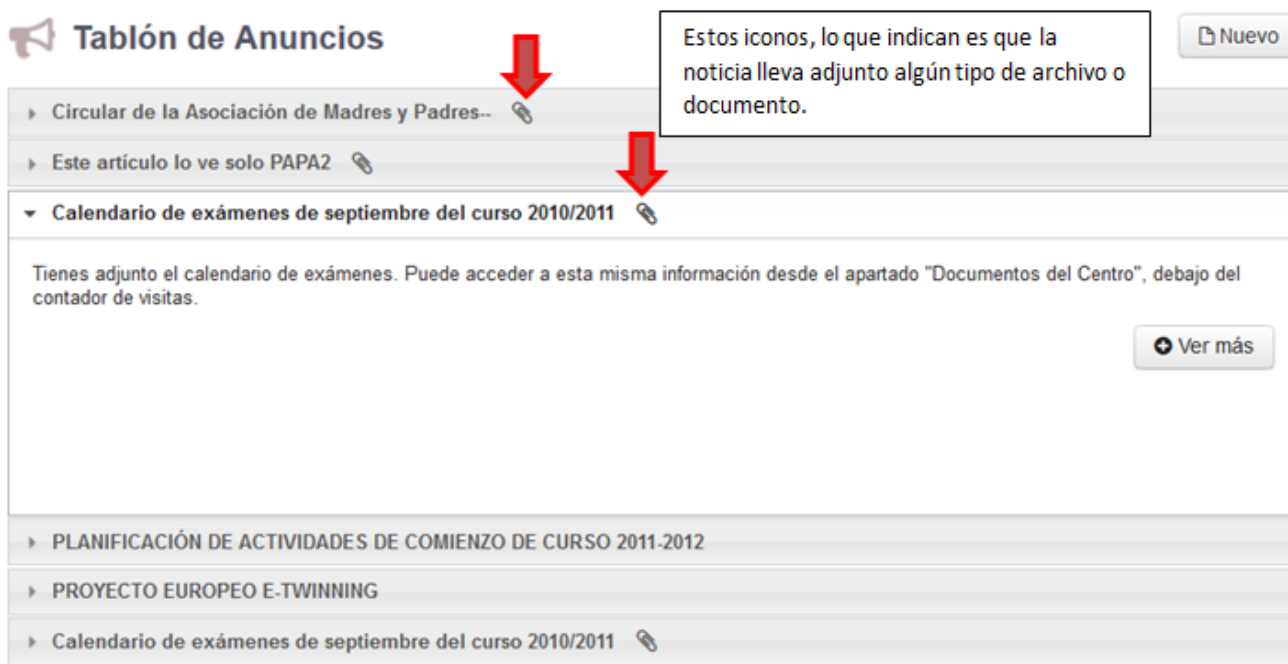 Tablón de Anuncios
Estos iconos, lo que indican es que la
noticia lleva adjunto algún tipo de archivo o
documento.
Nuevo
Circular de la Asociación de Madres y Padres--
Este artículo lo ve solo PAPA2
Calendario de exámenes de septiembre del curso 2010/2011
Tienes adjunto el calendario de exámenes. Puede acceder a esta misma información desde el apartado "Documentos del Centro", debajo del
contador de visitas.
Ver más
PLANIFICACIÓN DE ACTIVIDADES DE COMIENZO DE CURSO 2011-2012
PROYECTO EUROPEO E-TWINNING
Calendario de exámenes de septiembre del curso 2010/2011